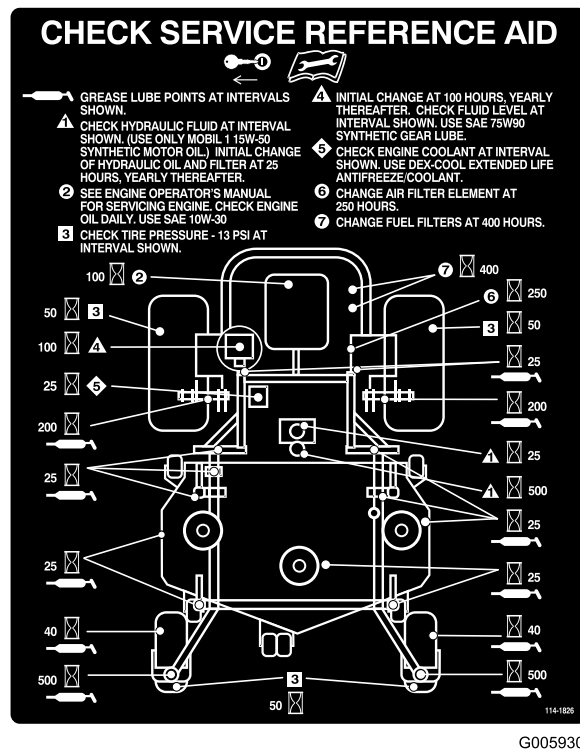 CHECK SERVICE REFERENCE AID
GREASE LUBE POINTS AT INTERVALS
SHOWN.
1 CHECK HYDRAULIC FLUID AT INTERVAL
SHOWN. (USE ONLY MOBIL 1 15W-50
SYNTHETIC MOTOR OIL.) INITIAL CHANGE
OF HYDRAULIC OIL AND FILTER AT 25
HOURS, YEARLY THEREAFTER.
2 SEE ENGINE OPERATOR'S MANUAL
FOR SERVICING ENGINE. CHECK ENGINE
OIL DAILY. USE SAE 10W-30
3 CHECK TIRE PRESSURE - 13 PSI AT
INTERVAL SHOWN.
4 INITIAL CHANGE AT 100 HOURS, YEARLY
THEREAFTER. CHECK FLUID LEVEL AT
INTERVAL SHOWN. USE SAE 75W90
SYNTHETIC GEAR LUBE.
5 CHECK ENGINE COOLANT AT INTERVAL
SHOWN. USE DEX-COOL EXTENDED LIFE
ANTIFREEZE/COOLANT.
6 CHANGE AIR FILTER ELEMENT AT
250 HOURS.
7 CHANGE FUEL FILTERS AT 400 HOURS.
100 2
7 400
6 250
50 3
3 50
100 4
25
25 5
200
200
1 25
25
1 500
25
25
25
40
40
500
500
3
50
114-1826
G005930